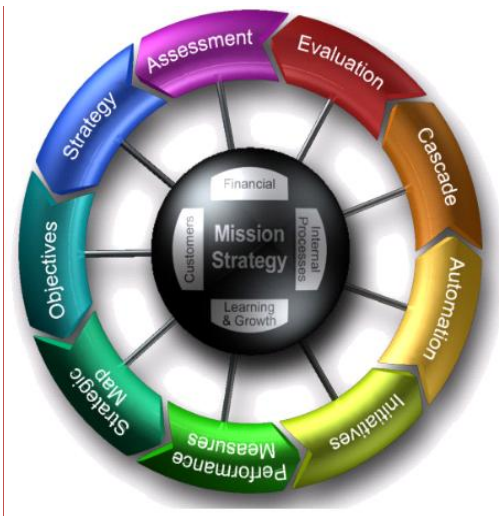 Assessment
Evaluation
Cascade
Automation
Initiatives
Performance
Measures
Strategic
Map
Objectives
Strategy
Financial
Customers
Mission
Strategy
Internal
Processes
Learning
& Growth